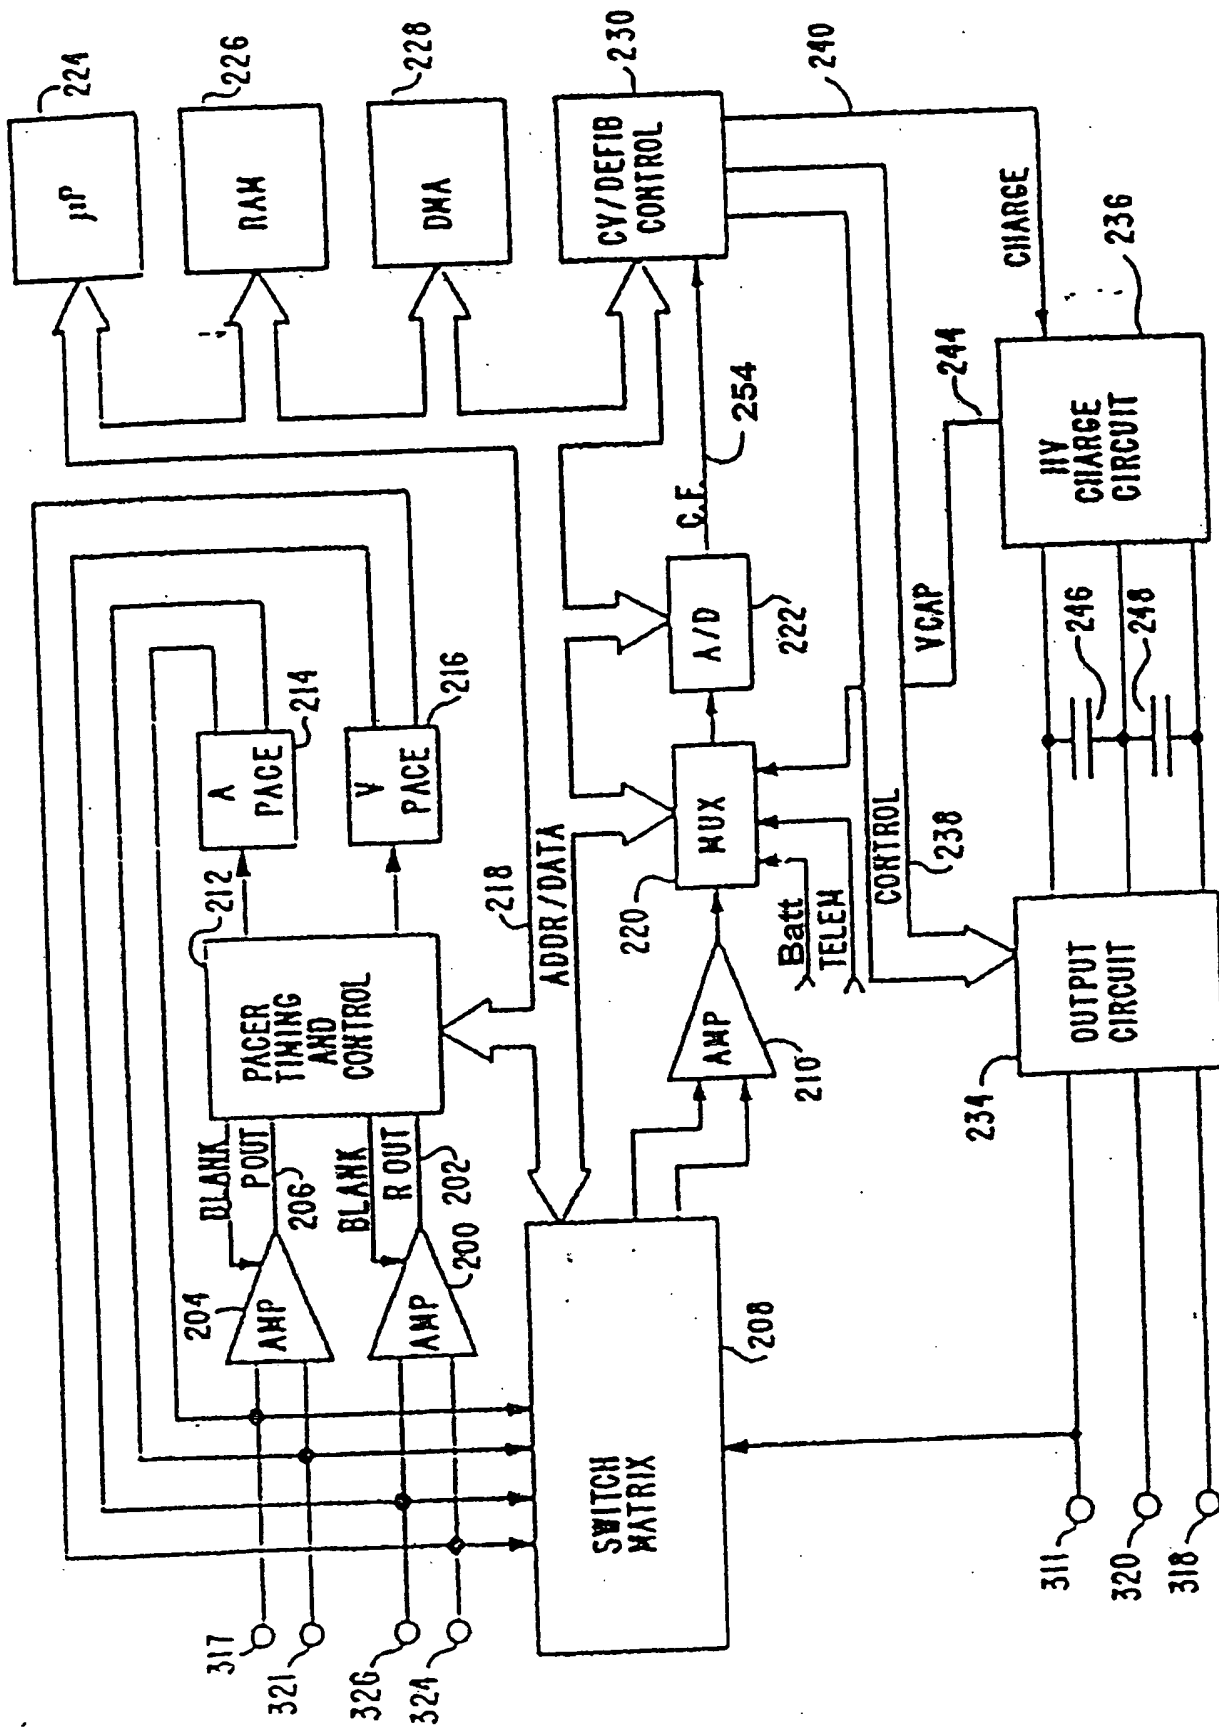 317
321
326
324
204
AMP
BLANK
POUT
206
AMP
200
BLANK
R OUT
202
PACER
TIMING
AND
CONTROL
212
A
PACE
214
V
PACE
216
218
ADDR/DATA
µP
224
RAM
226
DMA
228
CV/DEFIB
CONTROL
230
240
SWITCH
MATRIX
208
AMP
210
MUX
220
Batt
TELEM
A/D
222
C.F.
254
CONTROL
238
VCAP
244
CHARGE
HV
CHARGE
CIRCUIT
236
246
248
OUTPUT
CIRCUIT
234
311
320
318